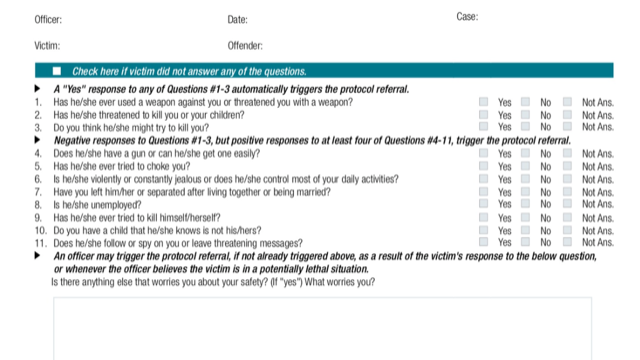 Officer: Date: Case:
Victim: Offender:
Check here if victim did not answer any of the questions.
► A "Yes" response to any of Questions #1-3 automatically triggers the protocol referral.
1. Has he/she ever used a weapon against you or threatened you with a weapon? Yes No Not Ans.
2. Has he/she threatened to kill you or your children? Yes No Not Ans.
3. Do you think he/she might try to kill you? Yes No Not Ans.
► Negative responses to Questions #1-3, but positive responses to at least four of Questions #4-11, trigger the protocol referral.
4. Does he/she have a gun or can he/she get one easily? Yes No Not Ans.
5. Has he/she ever tried to choke you? Yes No Not Ans.
6. Is he/she violently or constantly jealous or does he/she control most of your daily activities? Yes No Not Ans.
7. Have you left him/her or separated after living together or being married? Yes No Not Ans.
8. Is he/she unemployed? Yes No Not Ans.
9. Has he/she ever tried to kill himself/herself? Yes No Not Ans.
10. Do you have a child that he/she knows is not his/hers? Yes No Not Ans.
11. Does he/she follow or spy on you or leave threatening messages? Yes No Not Ans.
► An officer may trigger the protocol referral, if not already triggered above, as a result of the victim's response to the below question,
or whenever the officer believes the victim is in a potentially lethal situation.
Is there anything else that worries you about your safety? (If "yes") What worries you?